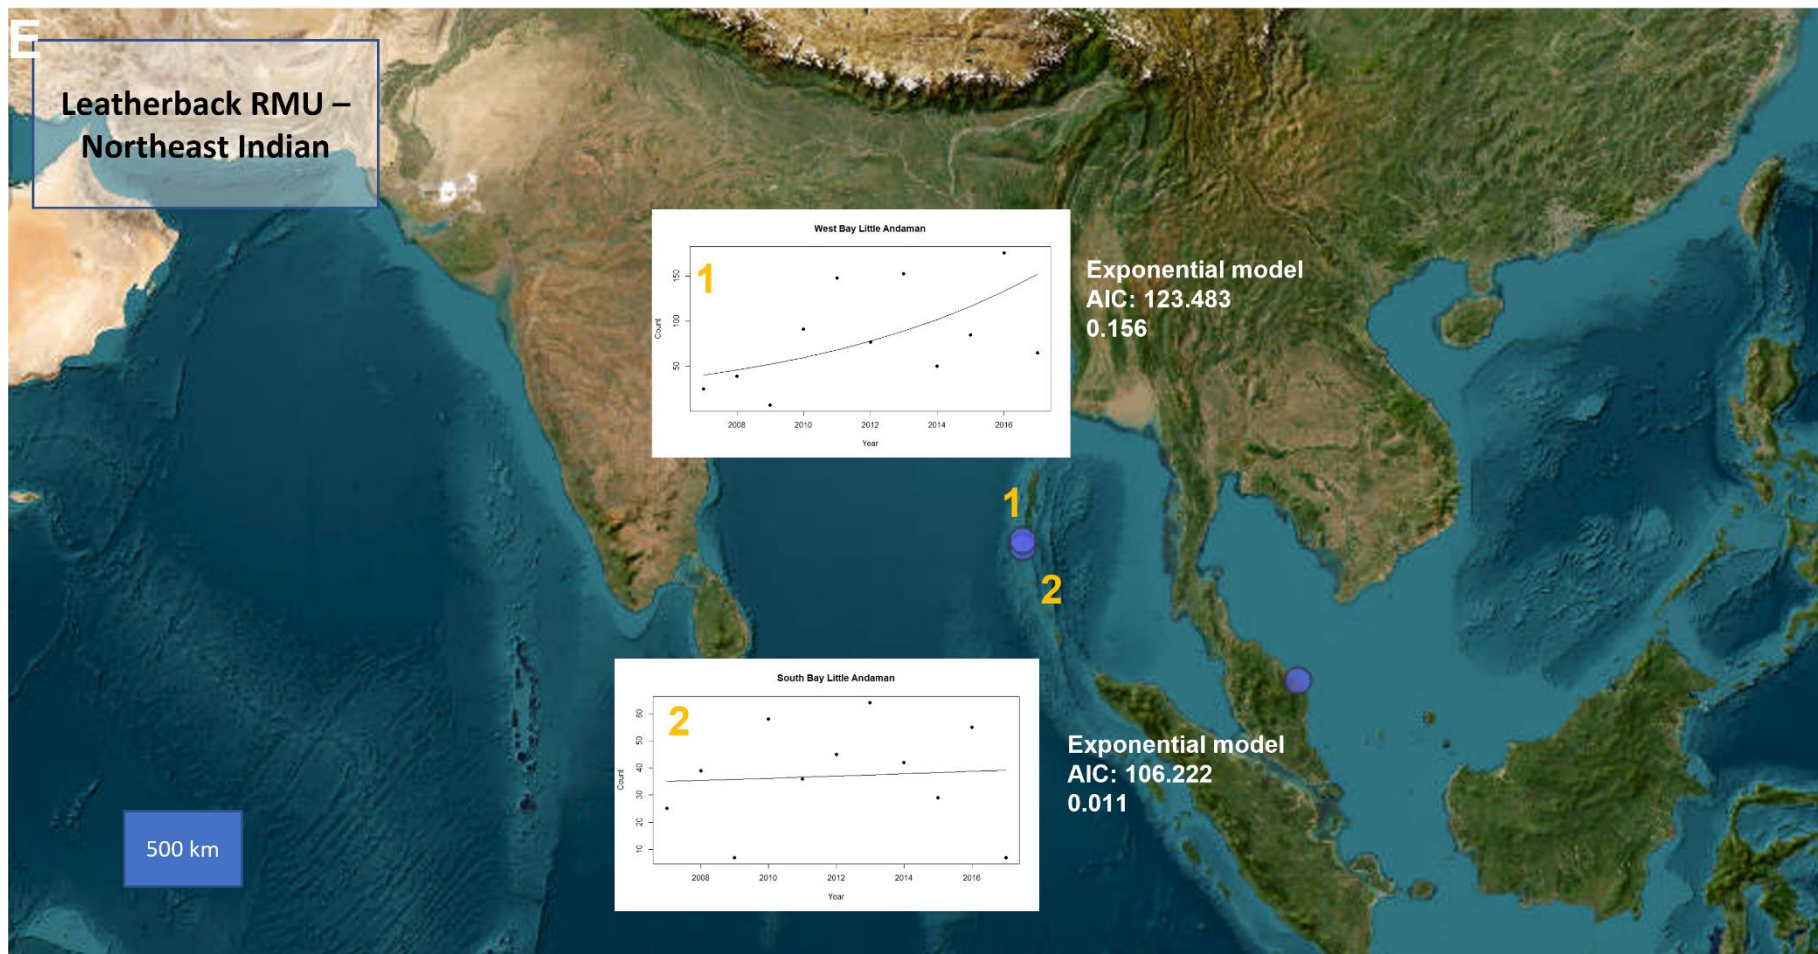 E
Leatherback RMU –
Northeast Indian
West Bay Little Andaman
1
Count
150
100
50
2008 2010 2012 2014 2016
Year
Exponential model
AIC: 123.483
0.156
1
2
South Bay Little Andaman
2
Count
60
50
40
30
20
10
2008 2010 2012 2014 2016
Year
Exponential model
AIC: 106.222
0.011
500 km